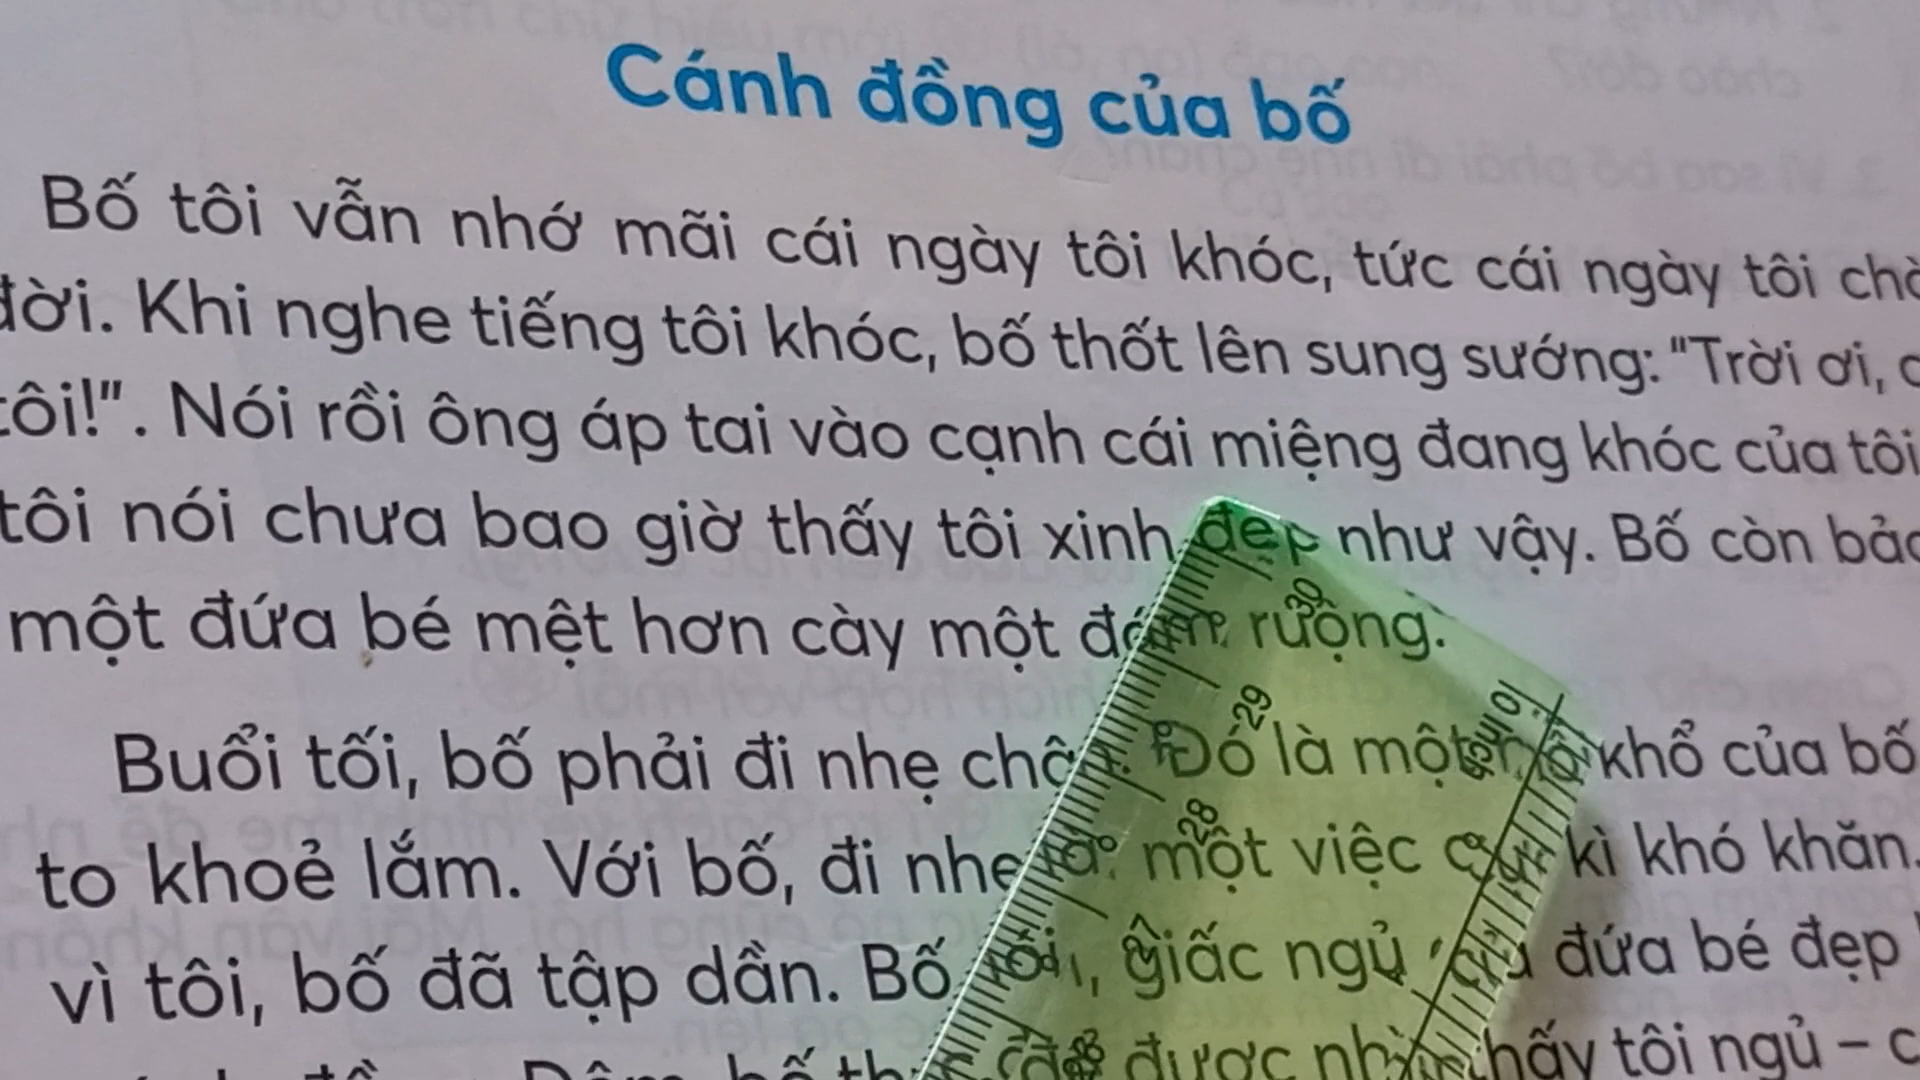 Cánh đồng của bố
Bố tôi vẫn nhớ mãi cái ngày tôi khóc, tức cái ngày tôi
đời. Khi nghe tiếng tôi khóc, bố thốt lên sung sướng: "Trời ơi,
tôi!". Nói rồi ông áp tai vào cạnh cái miệng đang khóc của tôi
tôi nói chưa bao giờ thấy tôi xinh đẹp như vậy. Bố còn
một đứa bé mệt hơn cày một đám ruộng.
Buổi tối, bố phải đi nhẹ chân. Đó là một khổ của bố
to khoẻ lắm. Với bố, đi nhẹ là một việc kì khó khăn.
vì tôi, bố đã tập dần. Bố nói, giấc ngủ đứa bé đẹp
được thấy tôi ngủ –
30
29
28
10 inch